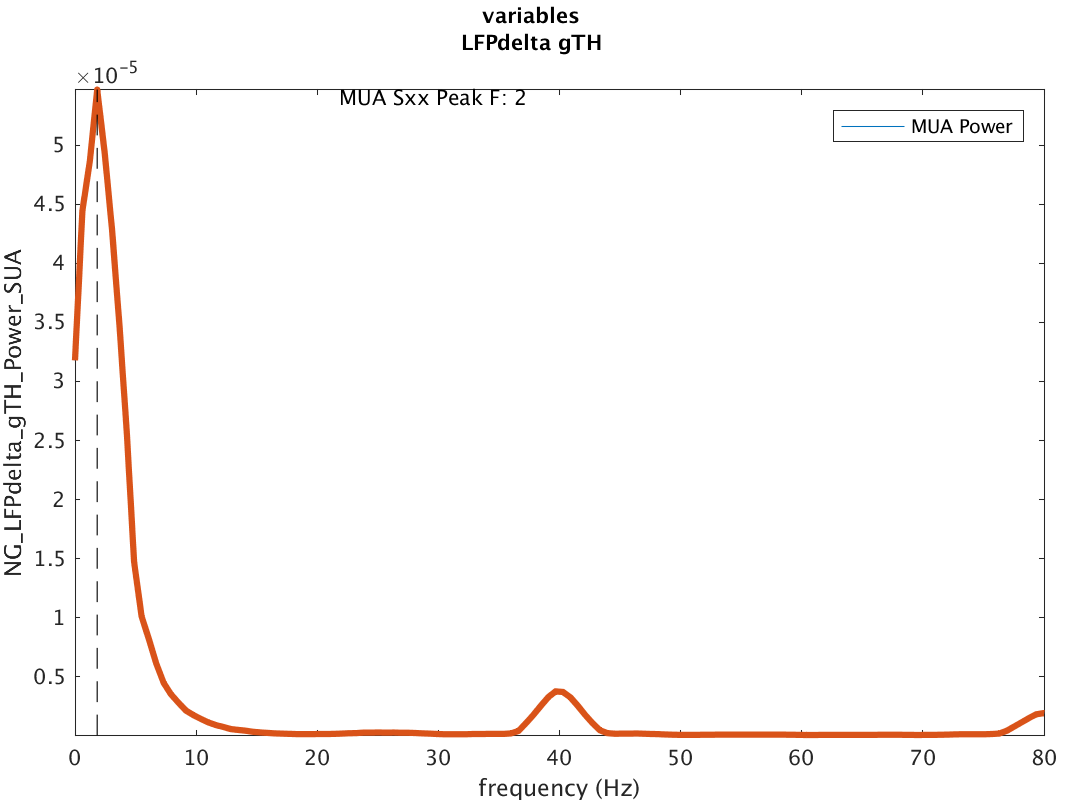 variables
LFPdelta gTH
×10^-5
MUA Sxx Peak F: 2
MUA Power
5
4.5
4
3.5
3
2.5
2
1.5
1
0.5
NG_LFPdelta_gTH_Power_SUA
0 10 20 30 40 50 60 70 80
frequency (Hz)